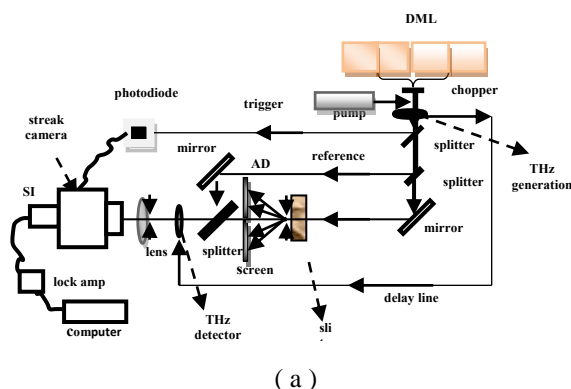 DML
photodiode
chopper
trigger
streak
camera
pump
splitter
mirror
AD
reference
THz
generation
SI
splitter
lens
splitter
mirror
screen
lock amp
delay line
THz
detector
sli
computer
( a )